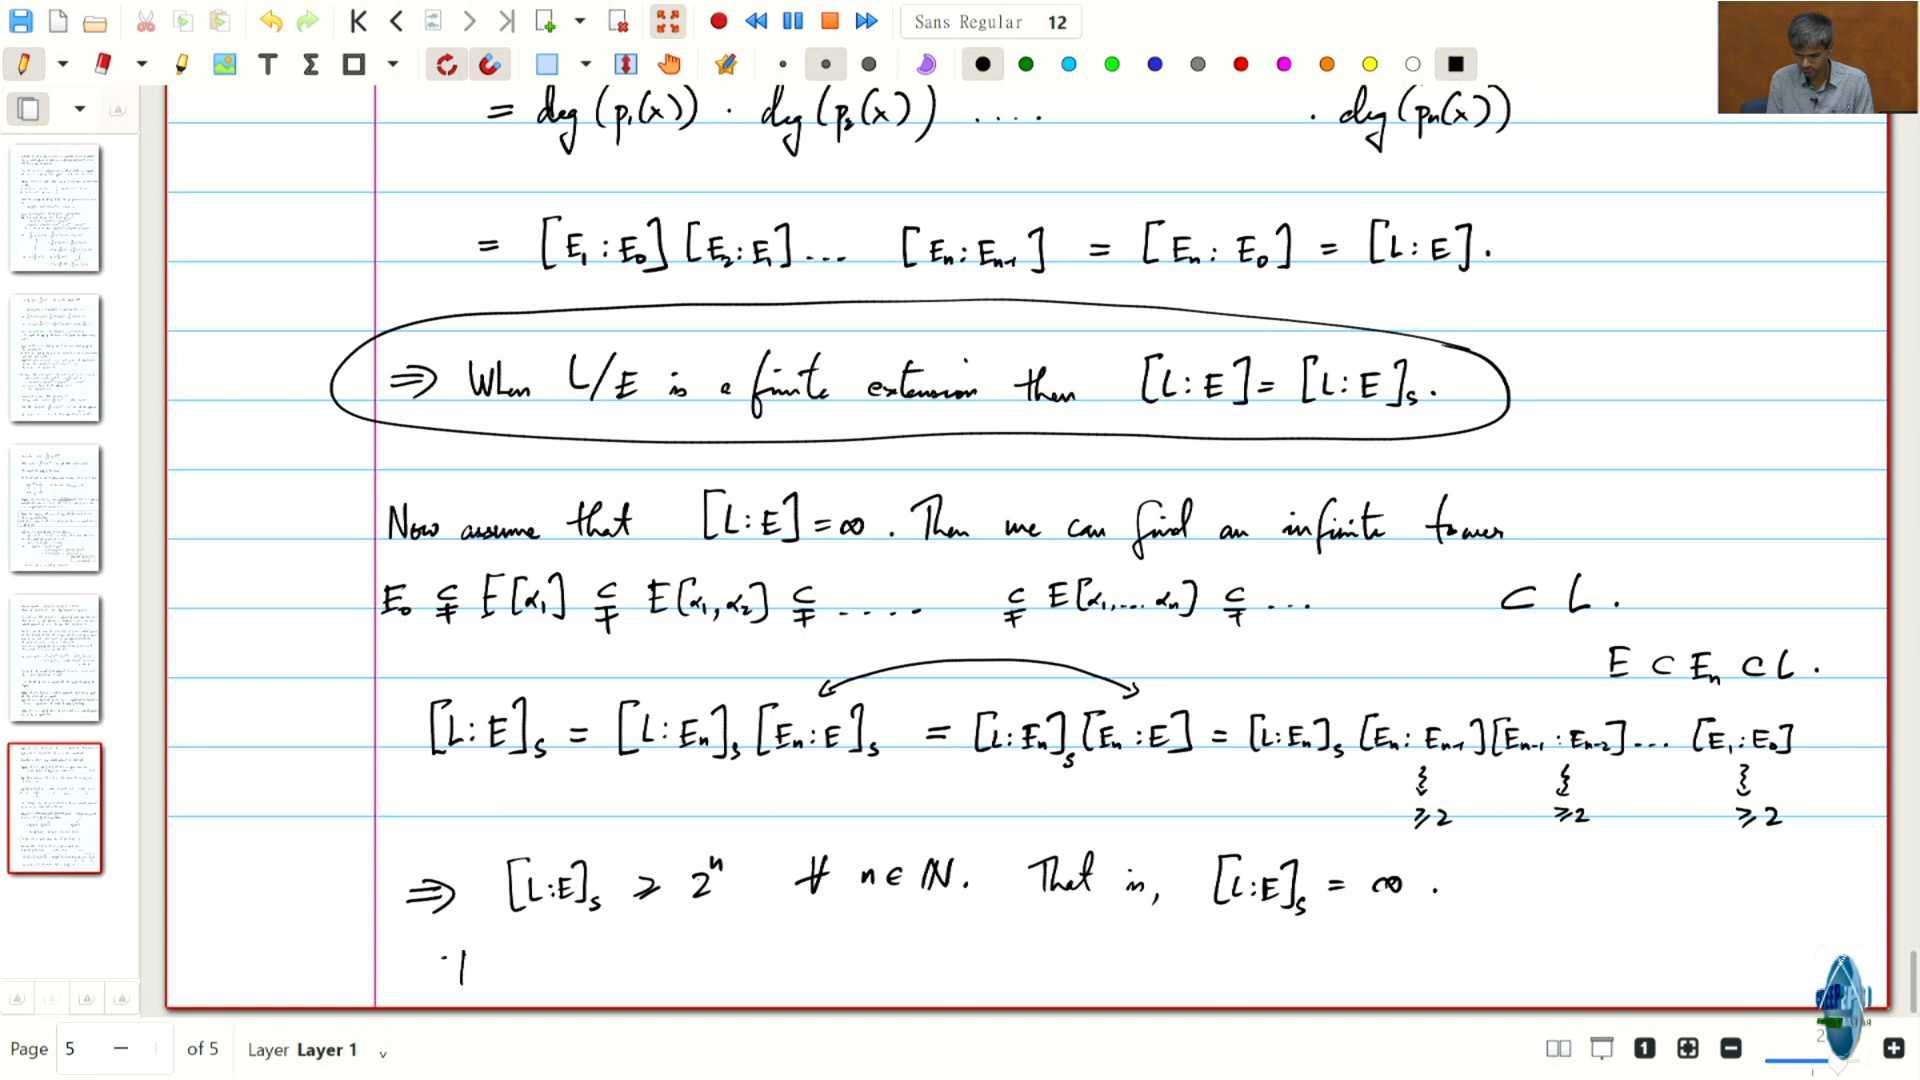 Sans Regular 12
= deg (p₁(x)) · deg (p₂(x)) .... · deg (pₙ(x))
= [E₁ : E₀] [E₂ : E₁] ... [Eₙ : Eₙ₋₁] = [Eₙ : E₀] = [L : E].
⇒ When L/E is a finite extension then [L : E] = [L : E]ₛ.
Now assume that [L : E] = ∞. Then we can find an infinite tower
E₀ ⊊ E[α₁] ⊊ E[α₁, α₂] ⊊ .... ⊊ E[α₁, ... αₙ] ⊊ ... ⊂ L.
E ⊂ Eₙ ⊂ L.
[L : E]ₛ = [L : Eₙ]ₛ [Eₙ : E]ₛ = [L : Eₙ]ₛ [Eₙ : E] = [L : Eₙ]ₛ [Eₙ : Eₙ₋₁] [Eₙ₋₁ : Eₙ₋₂] ... [E₁ : E₀]
≥ 2 ≥ 2 ≥ 2
⇒ [L : E]ₛ ≥ 2ⁿ ∀ n ∈ ℕ. That is, [L : E]ₛ = ∞.
Page 5 of 5 Layer Layer 1